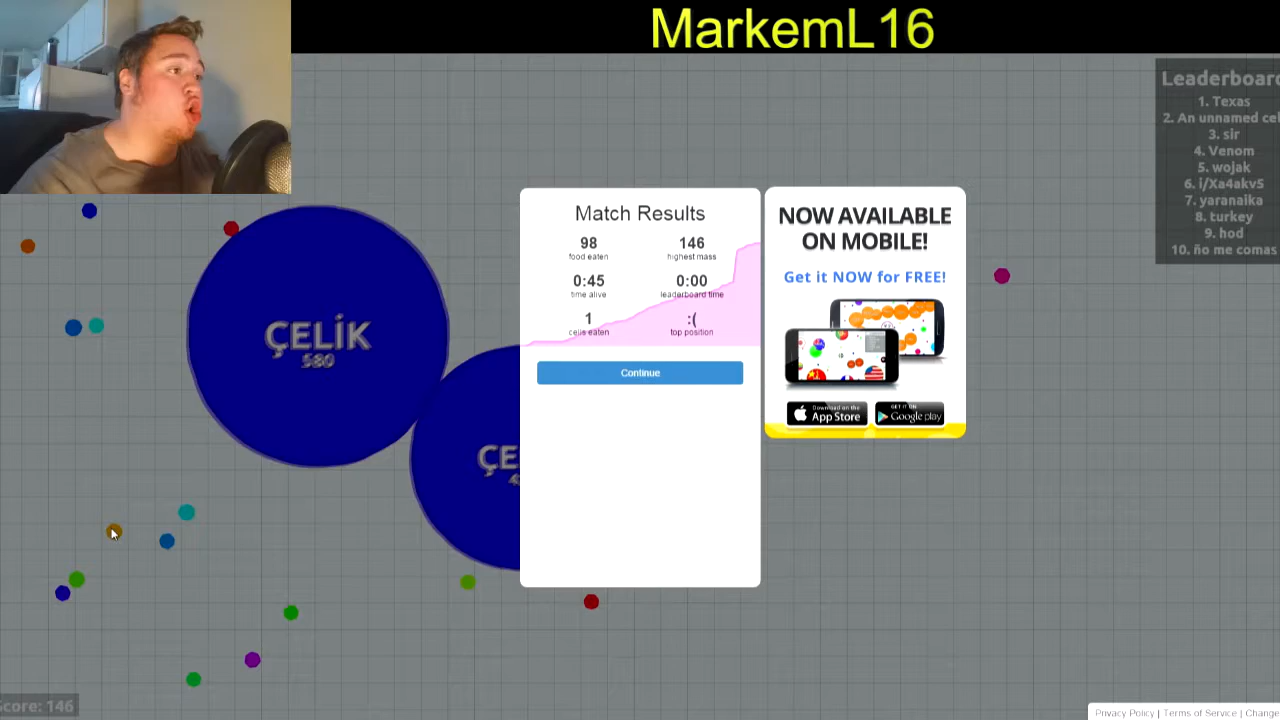 MarkemL16
Leaderboard
1. Texas
2. An unnamed cel
3. sir
4. Venom
5. wojak
6. i/Xa4akv5
7. yaranaika
8. turkey
9. hod
10. ño me comas
ÇELİK
580
ÇE
Match Results
98
food eaten
146
highest mass
0:45
time alive
0:00
leaderboard time
1
cells eaten
:(
top position
Continue
NOW AVAILABLE
ON MOBILE!
Get it NOW for FREE!
Download on the
App Store
GET IT ON
Google play
Score: 146
Privacy Policy | Terms of Service | Change